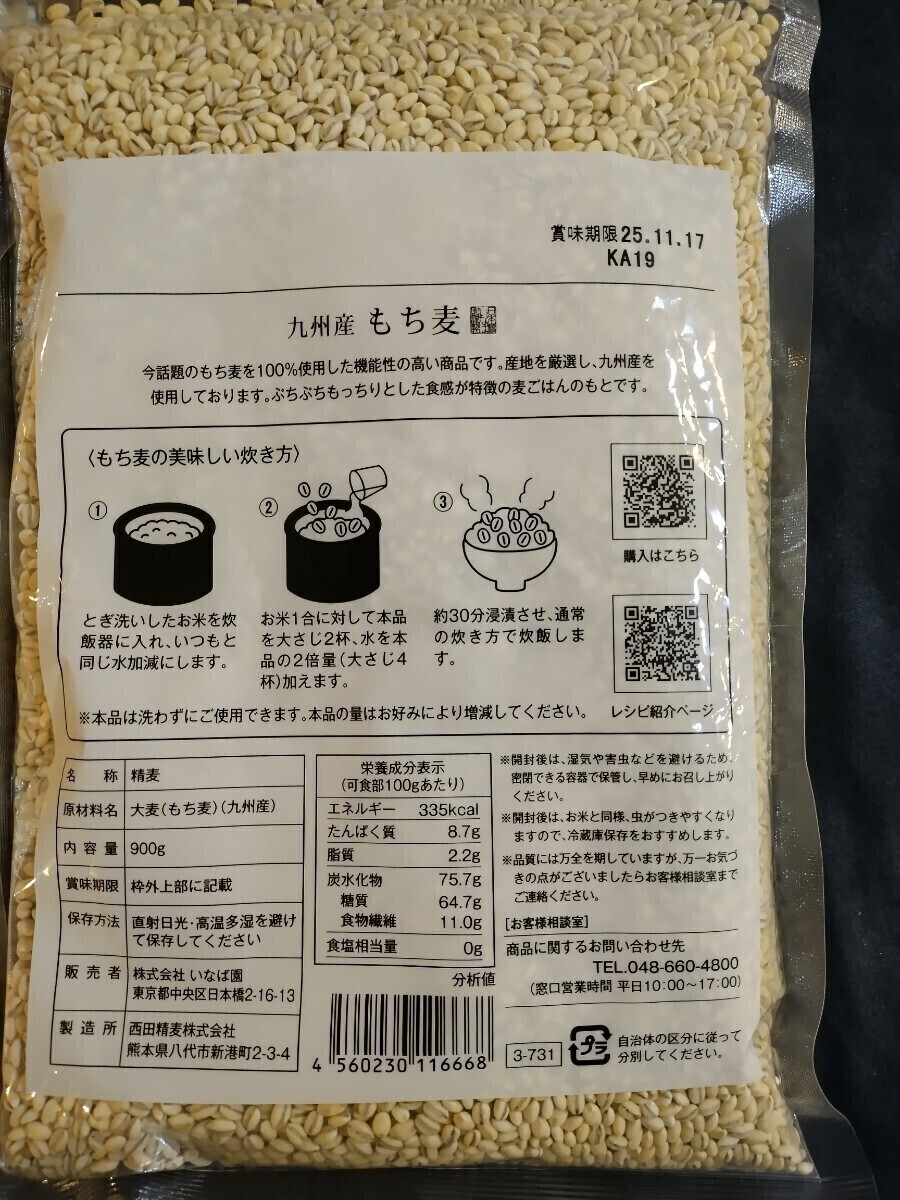 賞味期限25.11.17
KA19
九州産 もち麦
今話題のもち麦を100%使用した機能性の高い商品です。産地を厳選し、九州産を
使用しております。ぷちぷちもっちりとした食感が特徴の麦ごはんのもとです。
〈もち麦の美味しい炊き方〉
①
とぎ洗いしたお米を炊
飯器に入れ、いつもと
同じ水加減にします。
②
お米1合に対して本品
を大さじ2杯、水を本
品の2倍量(大さじ4
杯)加えます。
③
約30分浸漬させ、通常
の炊き方で炊飯しま
す。
購入はこちら
レシピ紹介ページ
※本品は洗わずにご使用できます。本品の量はお好みにより増減してください。
名称 精麦
原材料名 大麦(もち麦)(九州産)
内容量 900g
賞味期限 枠外上部に記載
保存方法 直射日光・高温多湿を避け
て保存してください
販売者 株式会社 いなば園
東京都中央区日本橋2-16-13
製造所 西田精麦株式会社
熊本県八代市新港町2-3-4
栄養成分表示
(可食部100gあたり)
エネルギー 335kcal
たんぱく質 8.7g
脂質 2.2g
炭水化物 75.7g
糖質 64.7g
食物繊維 11.0g
食塩相当量 0g
分析値
4 560230 116668
※開封後は、湿気や害虫などを避けるため、
密閉できる容器で保管し、早めにお召し上がり
ください。
※開封後は、お米と同様、虫がつきやすくなり
ますので、冷蔵庫保存をおすすめします。
※品質には万全を期していますが、万一お気づ
きの点がございましたらお客様相談室まで
ご連絡ください。
[お客様相談室]
商品に関するお問い合わせ先
TEL.048-660-4800
(窓口営業時間 平日10:00~17:00)
3-731
プラ
自治体の区分に従って
分別してください。